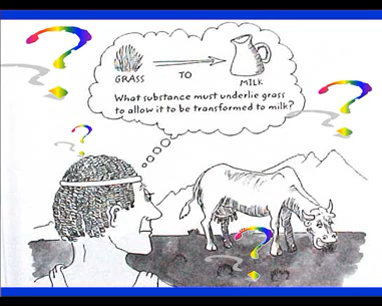 GRASS TO MILK
What substance must underlie grass
to allow it to be transformed to milk?